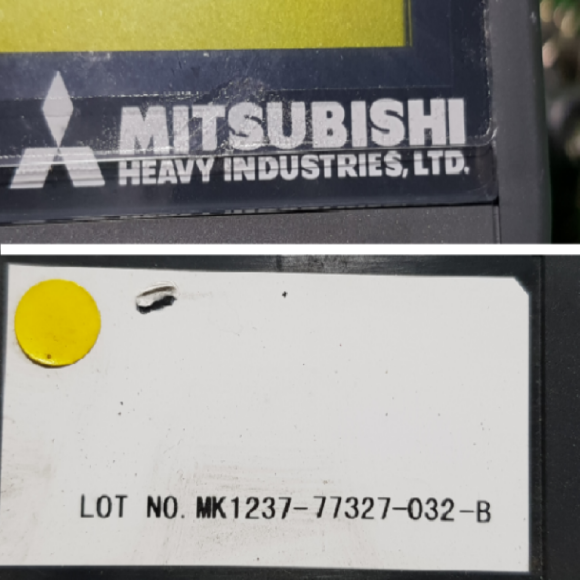 MITSUBISHI
HEAVY INDUSTRIES, LTD.
LOT NO. MK1237-77327-032-B